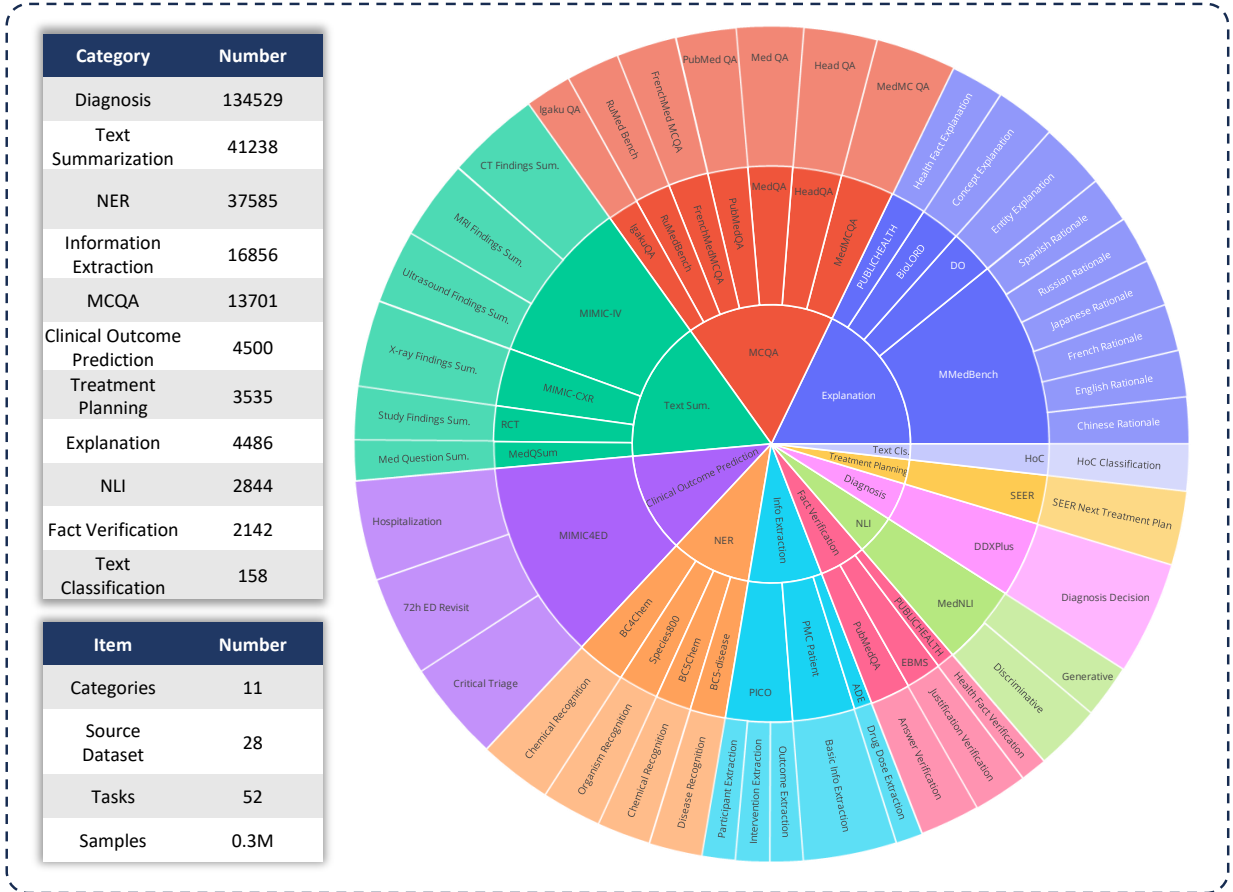 Category Number
Diagnosis 134529
Text
Summarization 41238
NER 37585
Information
Extraction 16856
MCQA 13701
Clinical Outcome
Prediction 4500
Treatment
Planning 3535
Explanation 4486
NLI 2844
Fact Verification 2142
Text
Classification 158
Item Number
Categories 11
Source
Dataset 28
Tasks 52
Samples 0.3M
MCQA
Explanation
Text Cls.
Treatment Planning
Diagnosis
NLI
Fact Verification
Info Extraction
NER
Clinical Outcome Prediction
Text Sum.
IgakuQA
RuMedBench
FrenchMedMCQA
PubMedQA
MedQA
HeadQA
MedMCQA
PUBLICHEALTH
BioLORD
DO
MMedBench
HoC
SEER
DDXPlus
MedNLI
PUBLICHEALTH
EBMS
PubMedQA
ADE
PMC Patient
PICO
BC5-disease
BC5Chem
Species800
BC4Chem
MIMIC4ED
MedQSum
RCT
MIMIC-CXR
MIMIC-IV
Igaku QA
RuMed Bench
FrenchMed MCQA
PubMed QA
Med QA
Head QA
MedMC QA
Health Fact Explanation
Concept Explanation
Entity Explanation
Spanish Rationale
Russian Rationale
Japanese Rationale
French Rationale
English Rationale
Chinese Rationale
HoC Classification
SEER Next Treatment Plan
Diagnosis Decision
Generative
Discriminative
Health Fact Verification
Justification Verification
Answer Verification
Drug Dose Extraction
Basic Info Extraction
Outcome Extraction
Intervention Extraction
Participant Extraction
Disease Recognition
Chemical Recognition
Organism Recognition
Chemical Recognition
Critical Triage
72h ED Revisit
Hospitalization
Med Question Sum.
Study Findings Sum.
X-ray Findings Sum.
Ultrasound Findings Sum.
MRI Findings Sum.
CT Findings Sum.